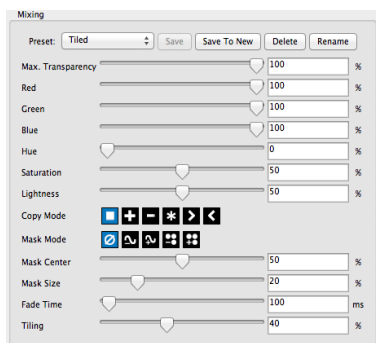 Mixing
Preset: Tiled Save Save To New Delete Rename
Max. Transparency 100 %
Red 100 %
Green 100 %
Blue 100 %
Hue 0 %
Saturation 50 %
Lightness 50 %
Copy Mode + - * > <
Mask Mode
Mask Center 50 %
Mask Size 20 %
Fade Time 100 ms
Tiling 40 %